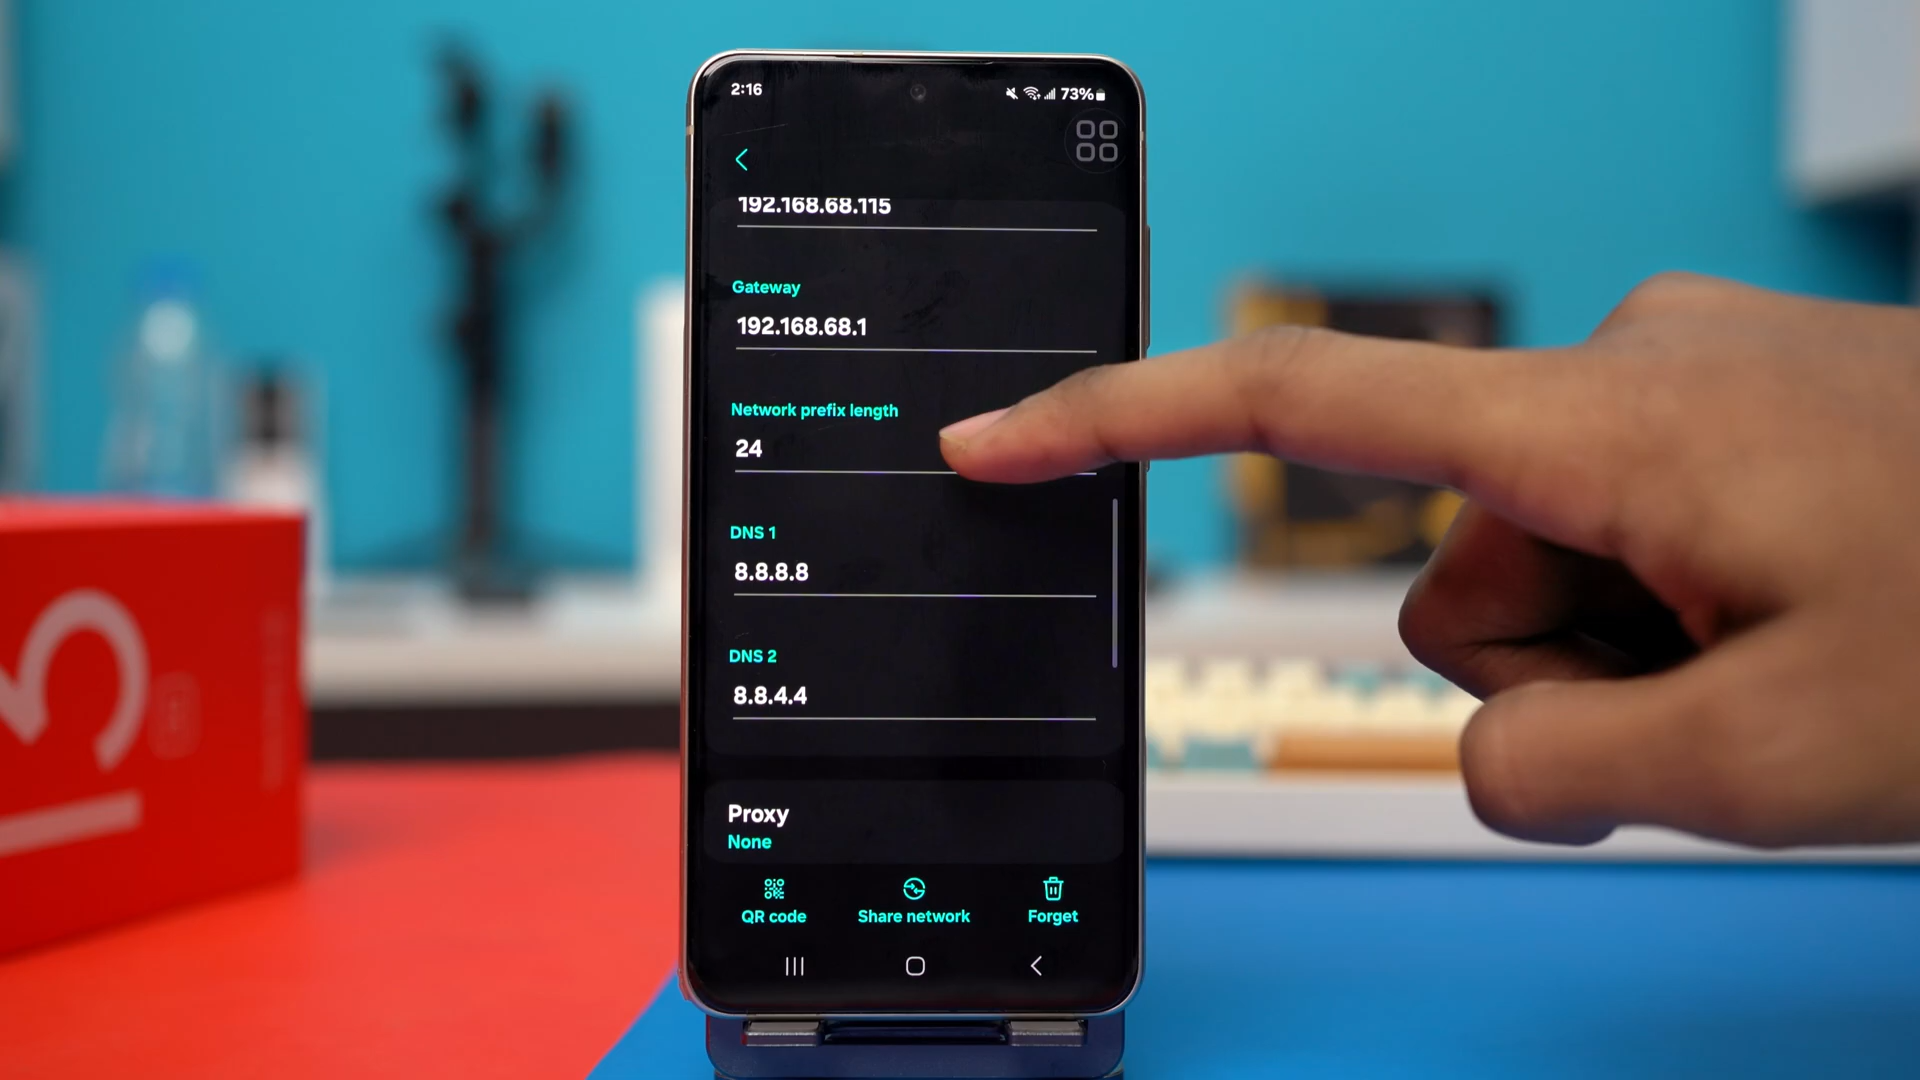 2:16
73%
192.168.68.115
Gateway
192.168.68.1
Network prefix length
24
DNS 1
8.8.8.8
DNS 2
8.8.4.4
Proxy
None
QR code
Share network
Forget
13